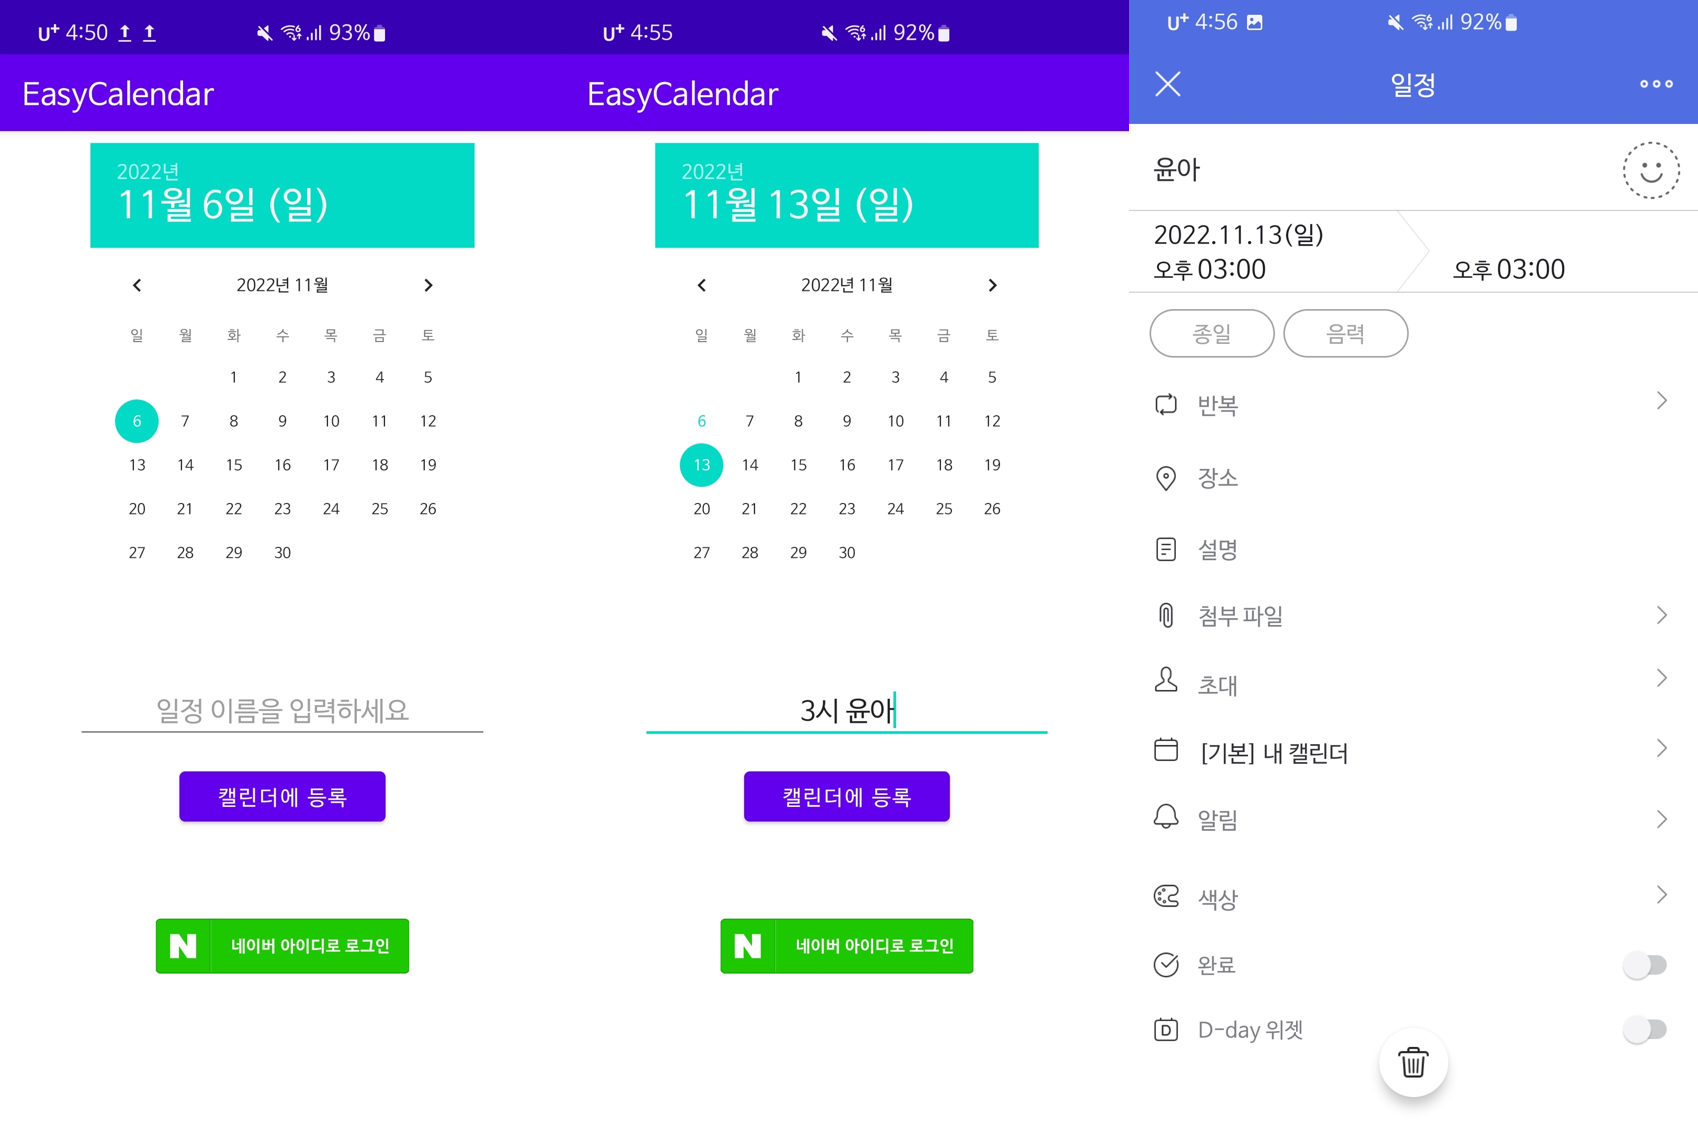 U+ 4:50 93%
EasyCalendar
2022년
11월 6일 (일)
2022년 11월
일 월 화 수 목 금 토
1 2 3 4 5
6 7 8 9 10 11 12
13 14 15 16 17 18 19
20 21 22 23 24 25 26
27 28 29 30
일정 이름을 입력하세요
캘린더에 등록
N 네이버 아이디로 로그인
U+ 4:55 92%
EasyCalendar
2022년
11월 13일 (일)
2022년 11월
일 월 화 수 목 금 토
1 2 3 4 5
6 7 8 9 10 11 12
13 14 15 16 17 18 19
20 21 22 23 24 25 26
27 28 29 30
3시 윤아
캘린더에 등록
N 네이버 아이디로 로그인
U+ 4:56 92%
일정
윤아
2022.11.13(일)
오후 03:00 오후 03:00
종일 음력
반복
장소
설명
첨부 파일
초대
[기본] 내 캘린더
알림
색상
완료
D D-day 위젯